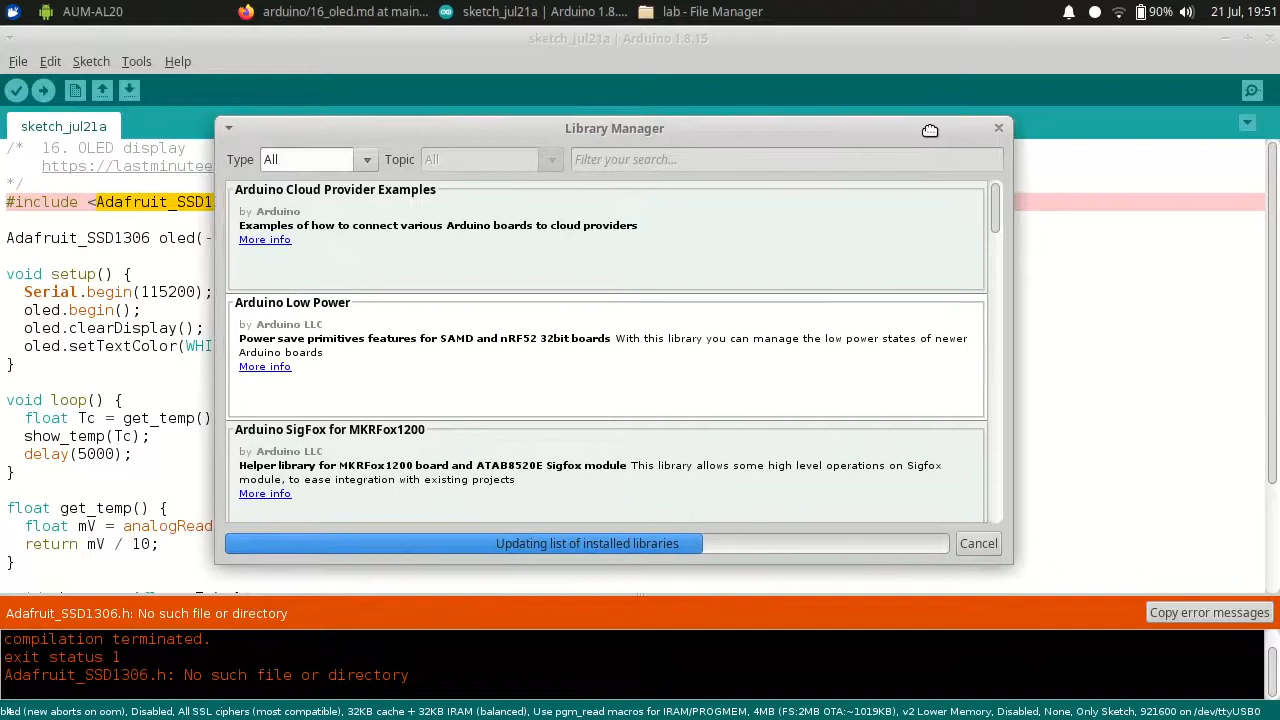 AUM-AL20
arduino/16_oled.md at main...
sketch_jul21a | Arduino 1.8....
lab - File Manager
90%
21 Jul, 19:51
sketch_jul21a | Arduino 1.8.15
File Edit Sketch Tools Help
sketch_jul21a
/* 16. OLED display
https://lastminutee
*/
#include <Adafruit_SSD1
Adafruit_SSD1306 oled(-
void setup() {
Serial.begin(115200);
oled.begin();
oled.clearDisplay();
oled.setTextColor(WHI
}
void loop() {
float Tc = get_temp()
show_temp(Tc);
delay(5000);
}
float get_temp() {
float mV = analogRead
return mV / 10;
}
Library Manager
Type All Topic All Filter your search...
Arduino Cloud Provider Examples
by Arduino
Examples of how to connect various Arduino boards to cloud providers
More info
Arduino Low Power
by Arduino LLC
Power save primitives features for SAMD and nRF52 32bit boards With this library you can manage the low power states of newer
Arduino boards
More info
Arduino SigFox for MKRFox1200
by Arduino LLC
Helper library for MKRFox1200 board and ATAB8520E Sigfox module This library allows some high level operations on Sigfox
module, to ease integration with existing projects
More info
Updating list of installed libraries
Cancel
Adafruit_SSD1306.h: No such file or directory
Copy error messages
compilation terminated.
exit status 1
Adafruit_SSD1306.h: No such file or directory
(new aborts on oom), Disabled, All SSL ciphers (most compatible), 32KB cache + 32KB IRAM (balanced), Use pgm_read macros for IRAM/PROGMEM, 4MB (FS:2MB OTA:~1019KB), v2 Lower Memory, Disabled, None, Only Sketch, 921600 on /dev/ttyUSB0